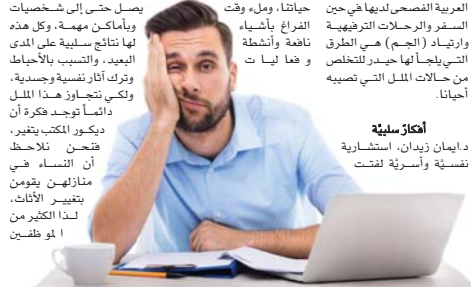 العربية الفصحى لديها في حين
السفر والرحلات الترفيهية
وارتياد (الجم) هي الطرق
التي يلجأ لها حيدر للتخلص
من حالات الملل التي تصيبه
أحيانا.
أفكارٌ سلبيَّة
د.ايمان زيدان، استشارية
نفسيَّة وأسريَّة لفتت
حياتنا، وملء وقت
الفراغ بأشياء
نافعة وأنشطة
و فعا ليا ت
يصل حتى إلى شخصيات
وبأماكن مهمة، وكل هذه
لها نتائج سلبية على المدى
البعيد، والتسبب بالأحباط
وترك آثار نفسية وجسدية،
ولكي نتجاوز هذا الملل
دائماً توجد فكرة أن
ديكور المكتب يتغير،
فنحن نلاحظ
أن النساء في
منازلهن يقومن
بتغيير الأثاث،
لذا الكثير من
ا لمو ظفين